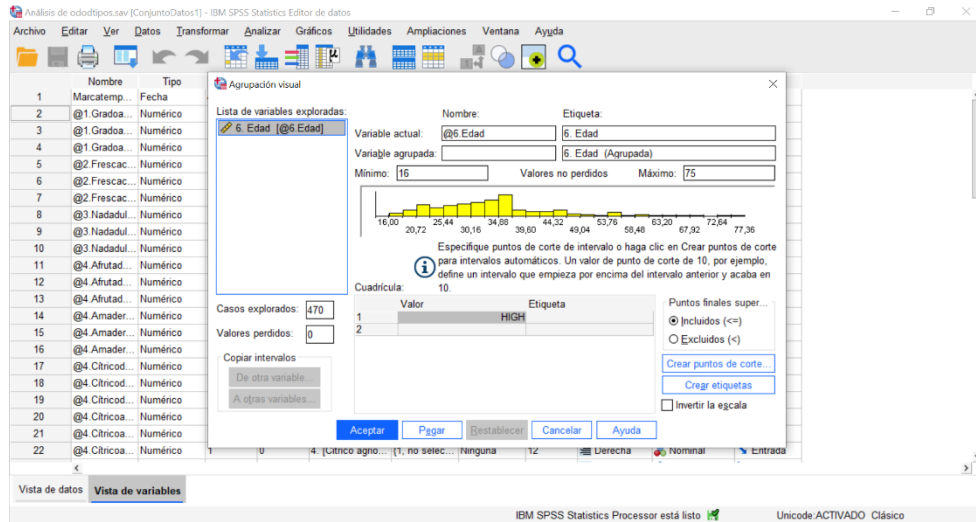 Análisis de ododtipos.sav [ConjuntoDatos1] - IBM SPSS Statistics Editor de datos
Archivo Editar Ver Datos Transformar Analizar Gráficos Utilidades Ampliaciones Ventana Ayuda
Nombre Tipo
1 Marcatemp... Fecha
2 @1.Gradoa... Numérico
3 @1.Gradoa... Numérico
4 @1.Gradoa... Numérico
5 @2.Frescac... Numérico
6 @2.Frescac... Numérico
7 @2.Frescac... Numérico
8 @3.Nadadul... Numérico
9 @3.Nadadul... Numérico
10 @3.Nadadul... Numérico
11 @4.Afrutad... Numérico
12 @4.Afrutad... Numérico
13 @4.Afrutad... Numérico
14 @4.Amader... Numérico
15 @4.Amader... Numérico
16 @4.Amader... Numérico
17 @4.Cítricod... Numérico
18 @4.Cítricod... Numérico
19 @4.Cítricod... Numérico
20 @4.Cítricoa... Numérico
21 @4.Cítricoa... Numérico
22 @4.Cítricoa... Numérico 1 0 4. [Cítrico agrio... {1, no selec... Ninguna 12 Derecha Nominal Entrada
Agrupación visual
Lista de variables exploradas:
6. Edad [@6.Edad]
Nombre: Etiqueta:
Variable actual: @6.Edad 6. Edad
Variable agrupada: 6. Edad (Agrupada)
Mínimo: 16 Valores no perdidos Máximo: 75
16,00 25,44 34,88 44,32 53,76 63,20 72,64
20,72 30,16 39,60 49,04 58,48 67,92 77,36
Especifique puntos de corte de intervalo o haga clic en Crear puntos de corte
para intervalos automáticos. Un valor de punto de corte de 10, por ejemplo,
define un intervalo que empieza por encima del intervalo anterior y acaba en
10.
Cuadrícula:
Valor Etiqueta
1 HIGH
2
Casos explorados: 470
Valores perdidos: 0
Copiar intervalos
De otra variable...
A otras variables...
Puntos finales super...
Incluidos (<=)
Excluidos (<)
Crear puntos de corte...
Crear etiquetas
Invertir la escala
Aceptar Pegar Restablecer Cancelar Ayuda
Vista de datos Vista de variables
IBM SPSS Statistics Processor está listo Unicode:ACTIVADO Clásico